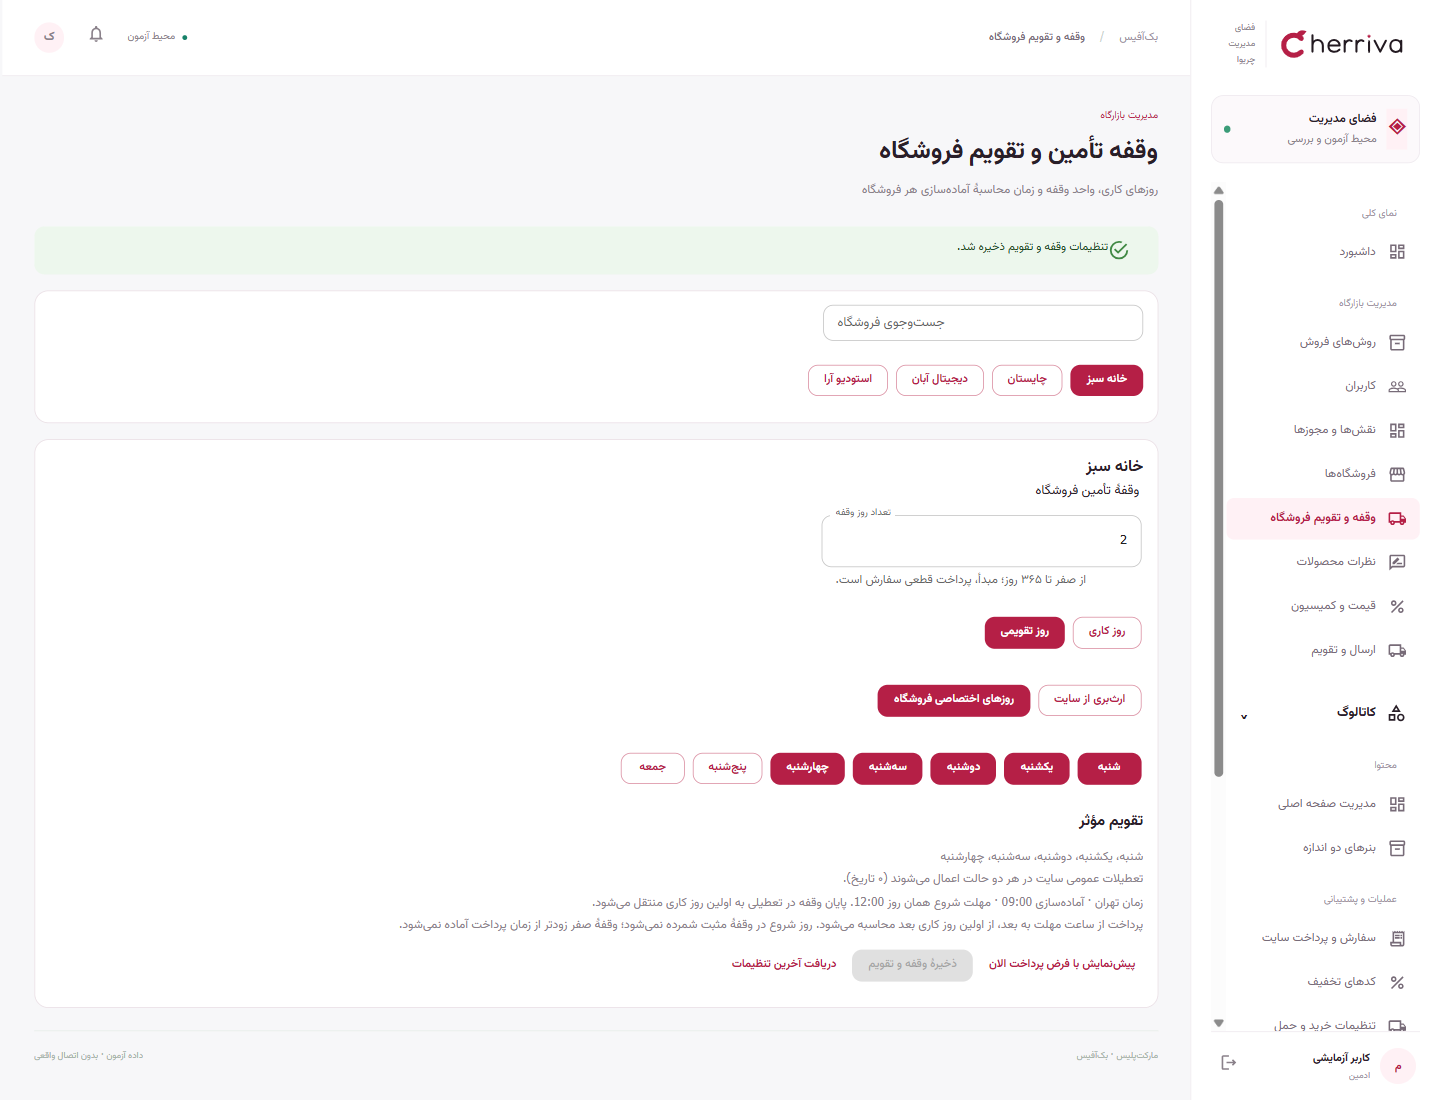 Cherriva
فضای
مدیریت
چریوا
فضای مدیریت
محیط آزمون و بررسی
نمای کلی
داشبورد
مدیریت بازارگاه
روش‌های فروش
کاربران
نقش‌ها و مجوزها
فروشگاه‌ها
وقفه و تقویم فروشگاه
نظرات محصولات
قیمت و کمیسیون
ارسال و تقویم
کاتالوگ
محتوا
مدیریت صفحه اصلی
بنرهای دو اندازه
عملیات و پشتیبانی
سفارش و پرداخت سایت
کدهای تخفیف
تنظیمات خرید و حمل
م
کاربر آزمایشی
ادمین
بک‌آفیس / وقفه و تقویم فروشگاه
محیط آزمون
ک
مدیریت بازارگاه
وقفه تأمین و تقویم فروشگاه
روزهای کاری، واحد وقفه و زمان محاسبهٔ آماده‌سازی هر فروشگاه
تنظیمات وقفه و تقویم ذخیره شد.
جست‌وجوی فروشگاه
خانه سبز
چایستان
دیجیتال آبان
استودیو آرا
خانه سبز
وقفهٔ تأمین فروشگاه
تعداد روز وقفه
2
از صفر تا ۳۶۵ روز؛ مبدأ، پرداخت قطعی سفارش است.
روز کاری
روز تقویمی
ارث‌بری از سایت
روزهای اختصاصی فروشگاه
شنبه
یکشنبه
دوشنبه
سه‌شنبه
چهارشنبه
پنج‌شنبه
جمعه
تقویم مؤثر
شنبه، یکشنبه، دوشنبه، سه‌شنبه، چهارشنبه
تعطیلات عمومی سایت در هر دو حالت اعمال می‌شوند (۰ تاریخ).
زمان تهران · آماده‌سازی 09:00 · مهلت شروع همان روز 12:00. پایان وقفه در تعطیلی به اولین روز کاری منتقل می‌شود.
پرداخت از ساعت مهلت به بعد، از اولین روز کاری بعد محاسبه می‌شود. روز شروع در وقفهٔ مثبت شمرده نمی‌شود؛ وقفهٔ صفر زودتر از زمان پرداخت آماده نمی‌شود.
پیش‌نمایش با فرض پرداخت الان
ذخیرهٔ وقفه و تقویم
دریافت آخرین تنظیمات
مارکت‌پلیس · بک‌آفیس
داده آزمون · بدون اتصال واقعی